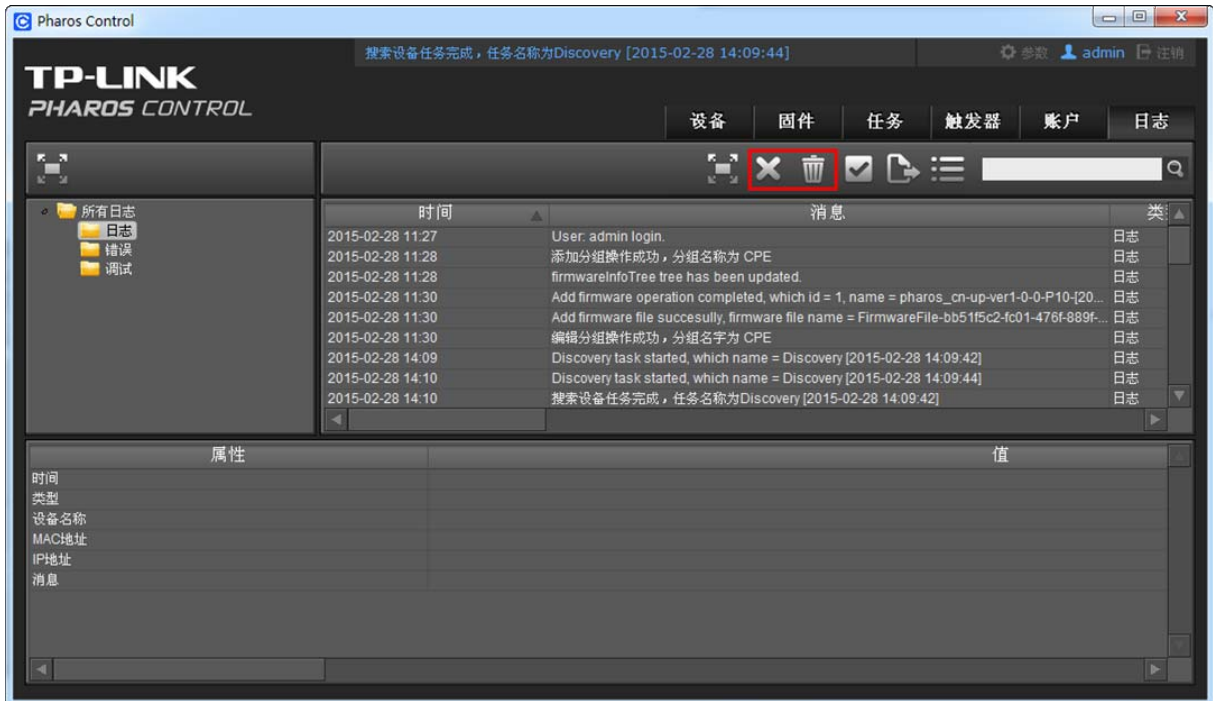 Pharos Control
搜索设备任务完成，任务名称为Discovery [2015-02-28 14:09:44]
参数 admin 注销
TP-LINK
PHAROS CONTROL
设备 固件 任务 触发器 账户 日志
所有日志
日志
错误
调试
时间 消息 类
2015-02-28 11:27 User: admin login. 日志
2015-02-28 11:28 添加分组操作成功，分组名称为 CPE 日志
2015-02-28 11:28 firmwareInfoTree tree has been updated. 日志
2015-02-28 11:30 Add firmware operation completed, which id = 1, name = pharos_cn-up-ver1-0-0-P10-[20... 日志
2015-02-28 11:30 Add firmware file succesully, firmware file name = FirmwareFile-bb51f5c2-fc01-476f-889f-... 日志
2015-02-28 11:30 编辑分组操作成功，分组名字为 CPE 日志
2015-02-28 14:09 Discovery task started, which name = Discovery [2015-02-28 14:09:42] 日志
2015-02-28 14:10 Discovery task started, which name = Discovery [2015-02-28 14:09:44] 日志
2015-02-28 14:10 搜索设备任务完成，任务名称为Discovery [2015-02-28 14:09:42] 日志
属性 值
时间
类型
设备名称
MAC地址
IP地址
消息